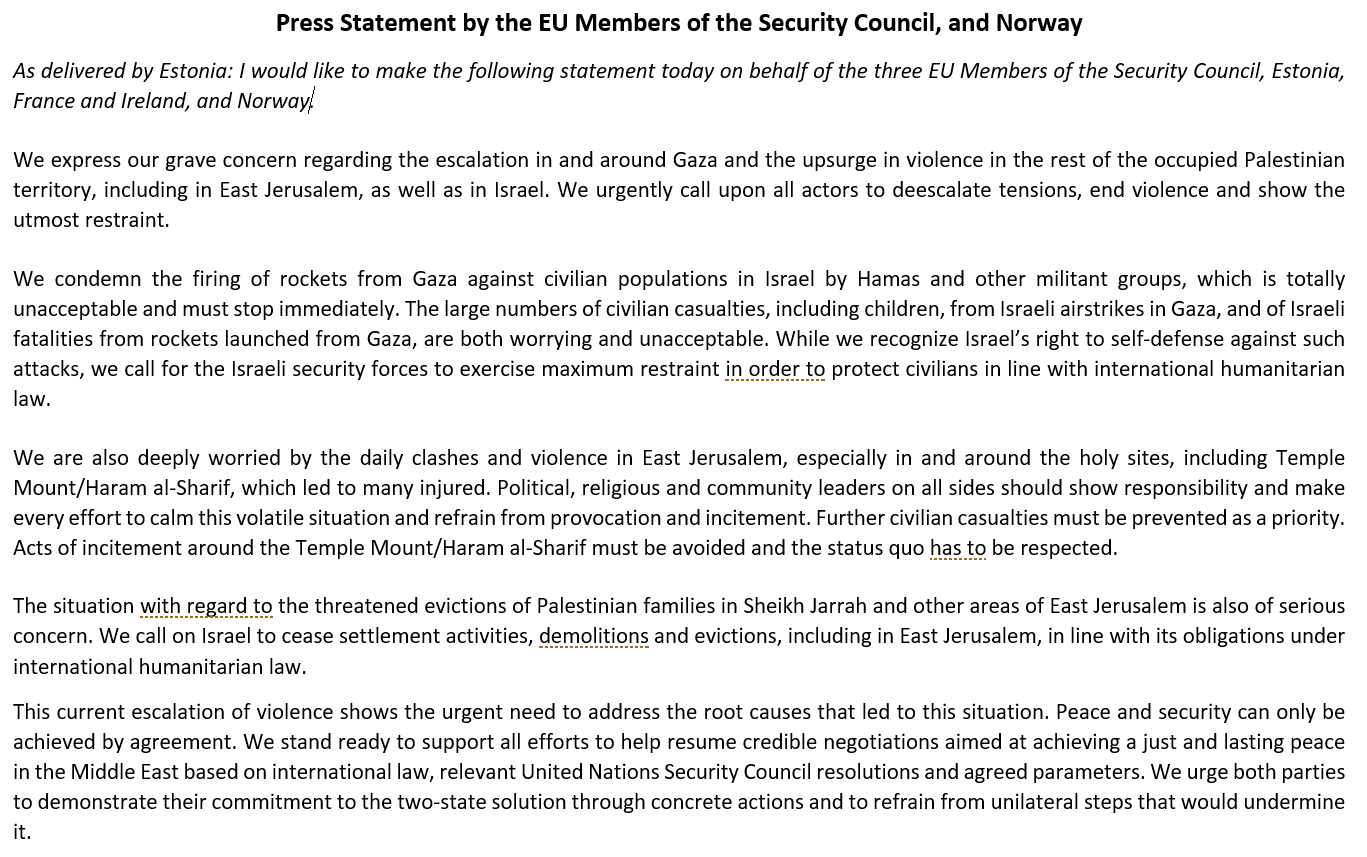 Press Statement by the EU Members of the Security Council, and Norway
As delivered by Estonia: I would like to make the following statement today on behalf of the three EU Members of the Security Council, Estonia,
France and Ireland, and Norway.
We express our grave concern regarding the escalation in and around Gaza and the upsurge in violence in the rest of the occupied Palestinian
territory, including in East Jerusalem, as well as in Israel. We urgently call upon all actors to deescalate tensions, end violence and show the
utmost restraint.
We condemn the firing of rockets from Gaza against civilian populations in Israel by Hamas and other militant groups, which is totally
unacceptable and must stop immediately. The large numbers of civilian casualties, including children, from Israeli airstrikes in Gaza, and of Israeli
fatalities from rockets launched from Gaza, are both worrying and unacceptable. While we recognize Israel’s right to self-defense against such
attacks, we call for the Israeli security forces to exercise maximum restraint in order to protect civilians in line with international humanitarian
law.
We are also deeply worried by the daily clashes and violence in East Jerusalem, especially in and around the holy sites, including Temple
Mount/Haram al-Sharif, which led to many injured. Political, religious and community leaders on all sides should show responsibility and make
every effort to calm this volatile situation and refrain from provocation and incitement. Further civilian casualties must be prevented as a priority.
Acts of incitement around the Temple Mount/Haram al-Sharif must be avoided and the status quo has to be respected.
The situation with regard to the threatened evictions of Palestinian families in Sheikh Jarrah and other areas of East Jerusalem is also of serious
concern. We call on Israel to cease settlement activities, demolitions and evictions, including in East Jerusalem, in line with its obligations under
international humanitarian law.
This current escalation of violence shows the urgent need to address the root causes that led to this situation. Peace and security can only be
achieved by agreement. We stand ready to support all efforts to help resume credible negotiations aimed at achieving a just and lasting peace
in the Middle East based on international law, relevant United Nations Security Council resolutions and agreed parameters. We urge both parties
to demonstrate their commitment to the two-state solution through concrete actions and to refrain from unilateral steps that would undermine
it.